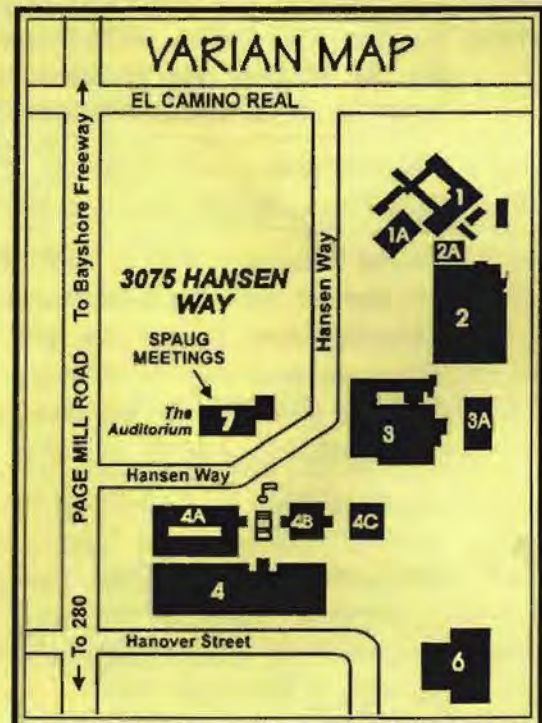 VARIAN MAP
EL CAMINO REAL
To Bayshore Freeway
PAGE MILL ROAD
To 280
Hansen Way
3075 HANSEN
WAY
SPAUG
MEETINGS
The
Auditorium
7
Hansen Way
1
1A
2A
2
3
3A
4A
4B
4C
4
Hanover Street
6